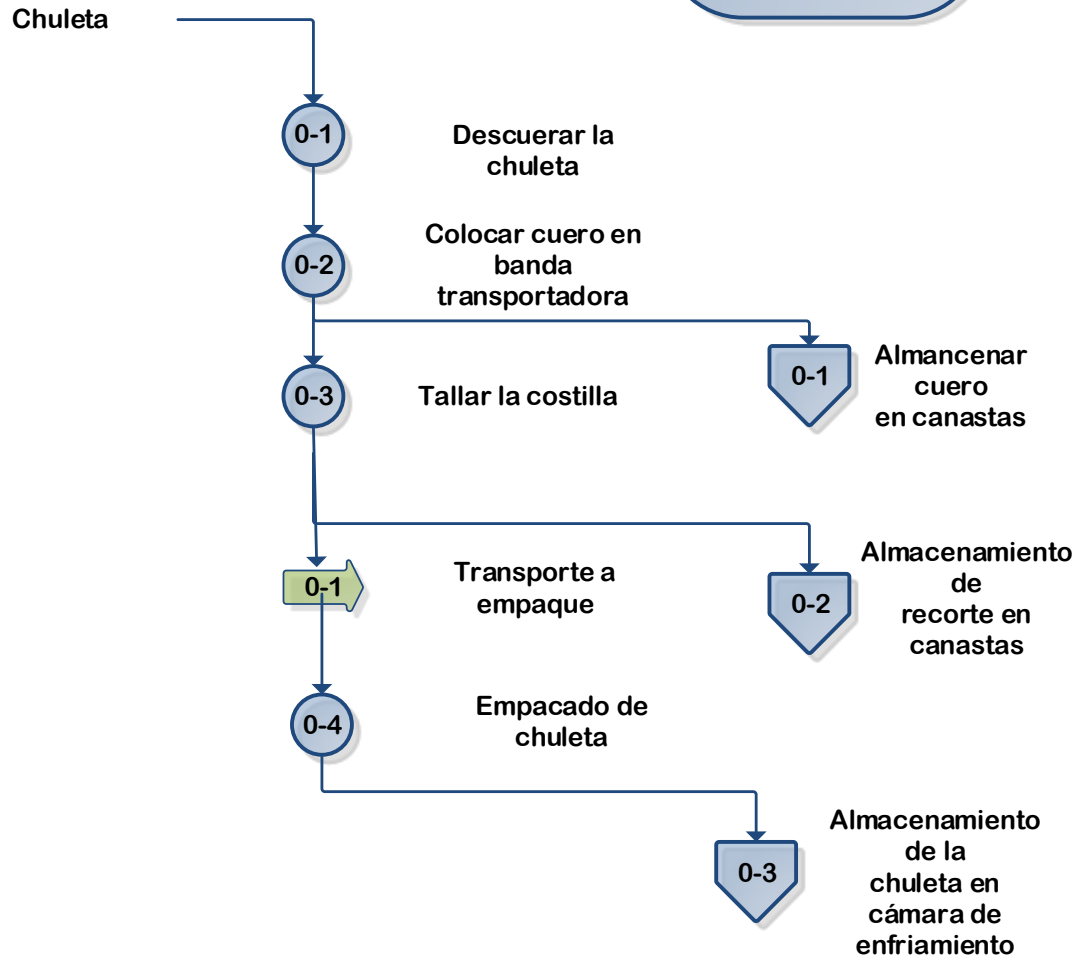 Chuleta
0-1
Descuerar la
chuleta
0-2
Colocar cuero en
banda
transportadora
0-1
Almancenar
cuero
en canastas
0-3
Tallar la costilla
0-1
Transporte a
empaque
0-2
Almacenamiento
de
recorte en
canastas
0-4
Empacado de
chuleta
0-3
Almacenamiento
de la
chuleta en
cámara de
enfriamiento